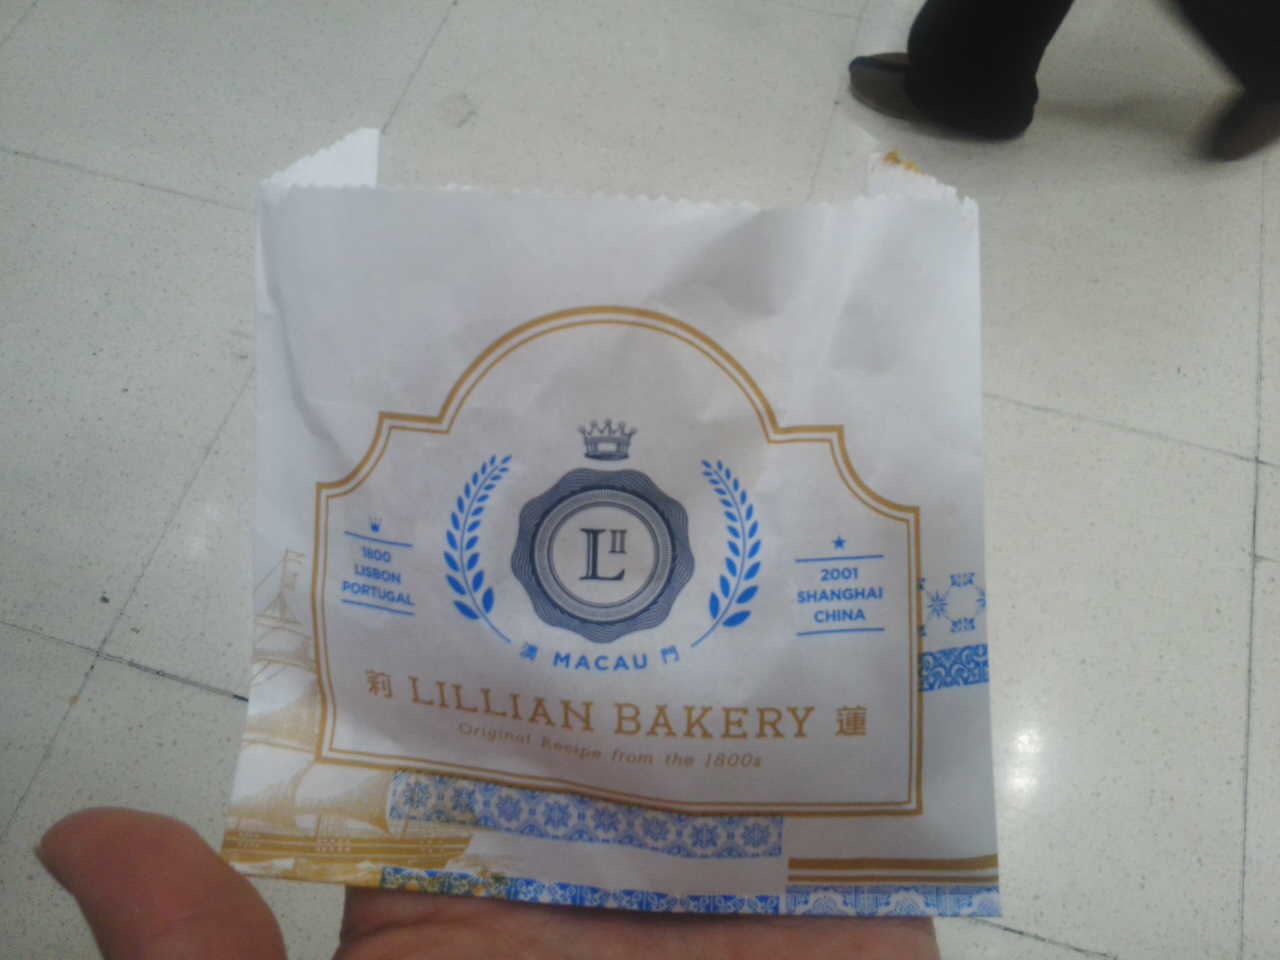 L II
1800
LISBON
PORTUGAL
2001
SHANGHAI
CHINA
澳 MACAU 門
莉 LILLIAN BAKERY 蓮
Original Recipe from the 1800s